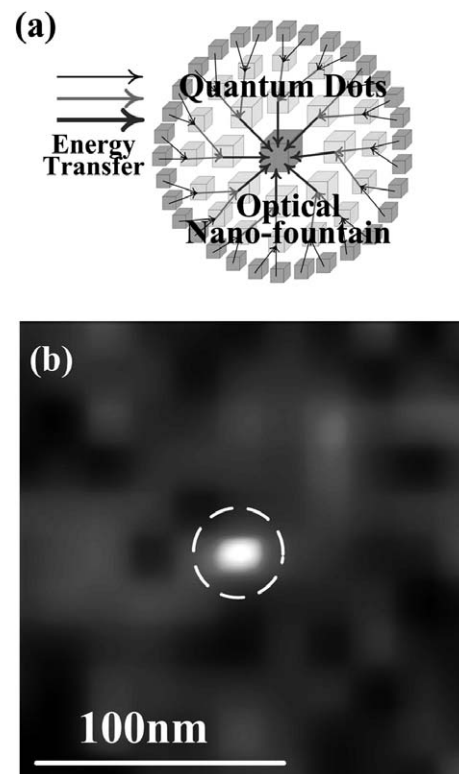 (a)
Quantum Dots
Energy
Transfer
Optical
Nano-fountain
(b)
100nm